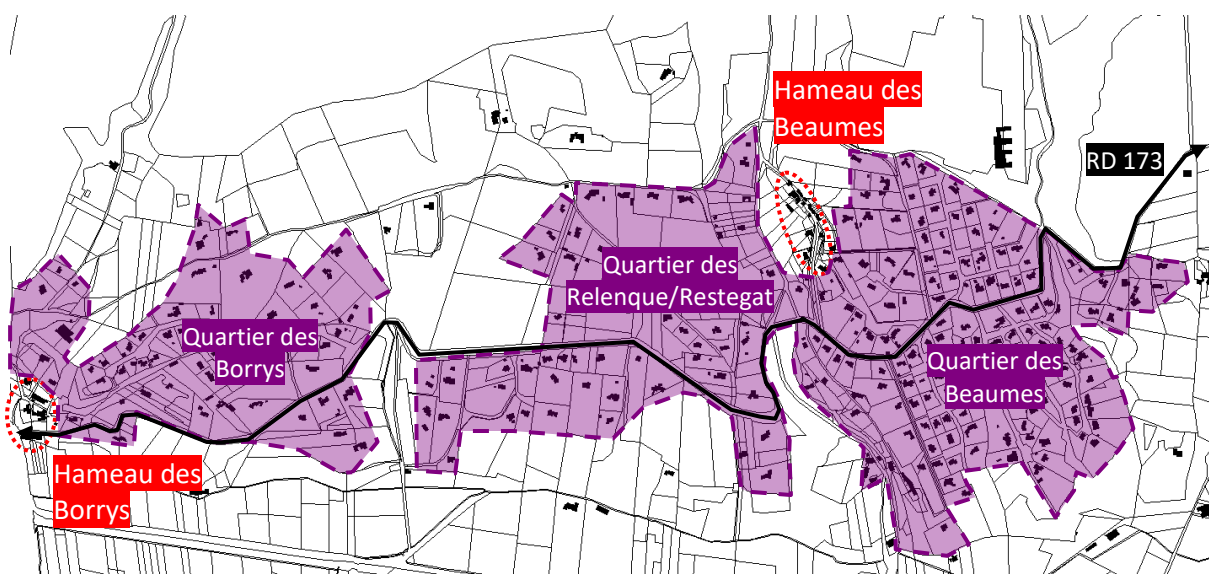 Hameau des
Beaumes
RD 173
Quartier des
Relenque/Restegat
Quartier des
Borrys
Quartier des
Beaumes
Hameau des
Borrys